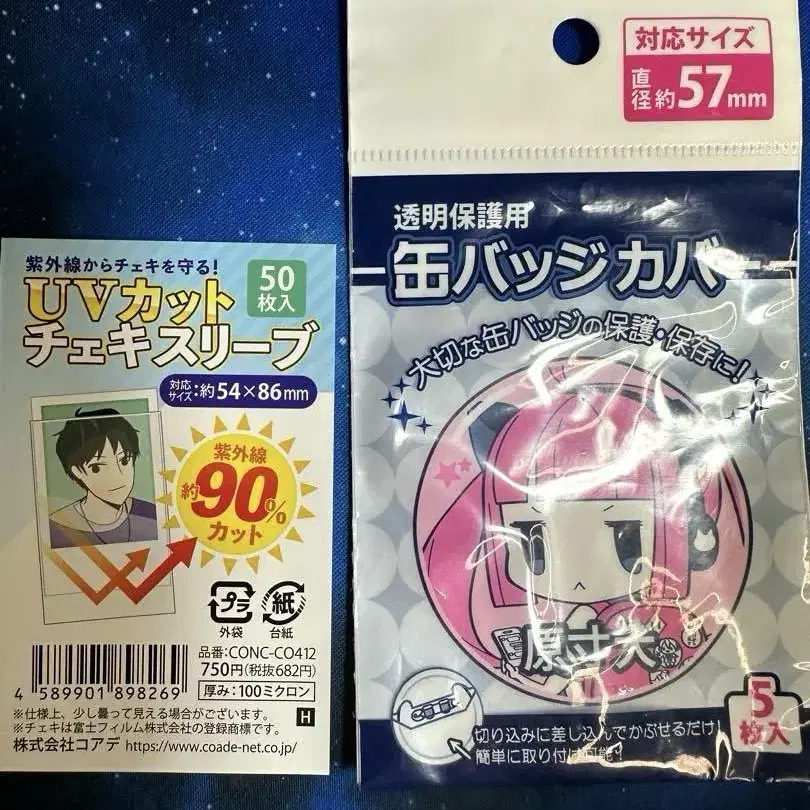 紫外線からチェキを守る!
UVカット
チェキスリーブ
50
枚入
対応
サイズ:約54×86mm
紫外線
約90%
カット
プラ
外袋
紙
台紙
品番:CONC-CO412
750円(税抜682円)
厚み:100ミクロン
4 589901 898269
※仕様上、少し曇って見える場合がございます。
H
※チェキは富士フイルム株式会社の登録商標です。
株式会社コアデ https://www.coade-net.co.jp/
対応サイズ
直径約57mm
透明保護用
缶バッジカバー
大切な缶バッジの保護・保存に!
原寸大
5
枚入
切り込みに差し込んでかぶせるだけ!
簡単に取り付け可能!